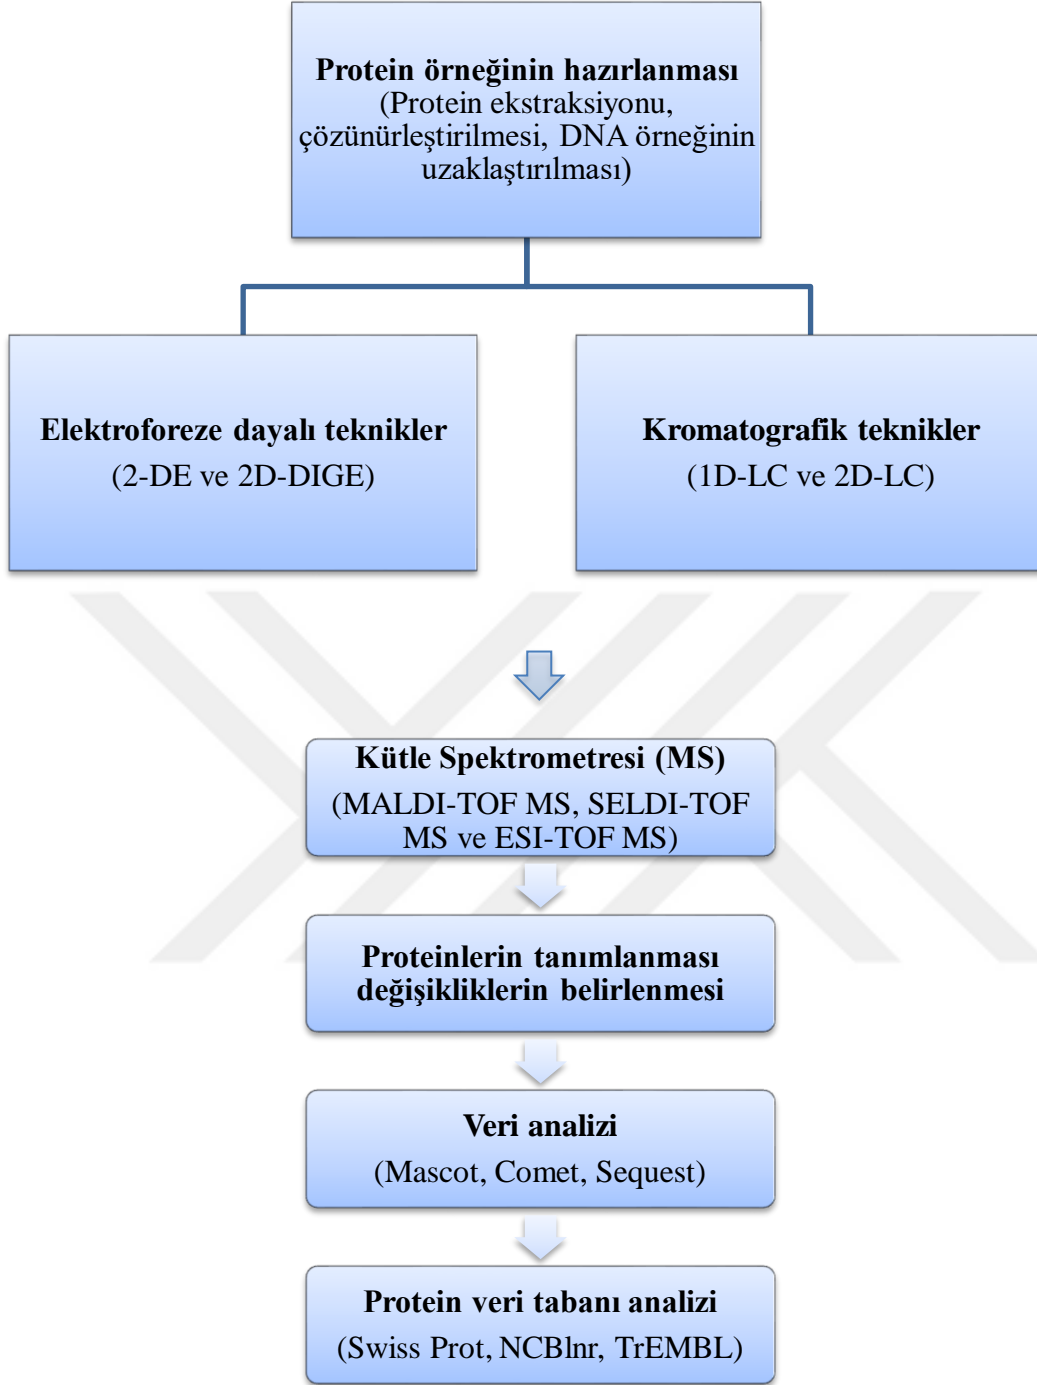 Protein örneğinin hazırlanması
(Protein ekstraksiyonu,
çözünürleştirilmesi, DNA örneğinin
uzaklaştırılması)
Elektroforeze dayalı teknikler
(2-DE ve 2D-DIGE)
Kromatografik teknikler
(1D-LC ve 2D-LC)
Kütle Spektrometresi (MS)
(MALDI-TOF MS, SELDI-TOF
MS ve ESI-TOF MS)
Proteinlerin tanımlanması
değişikliklerin belirlenmesi
Veri analizi
(Mascot, Comet, Sequest)
Protein veri tabanı analizi
(Swiss Prot, NCBlnr, TrEMBL)